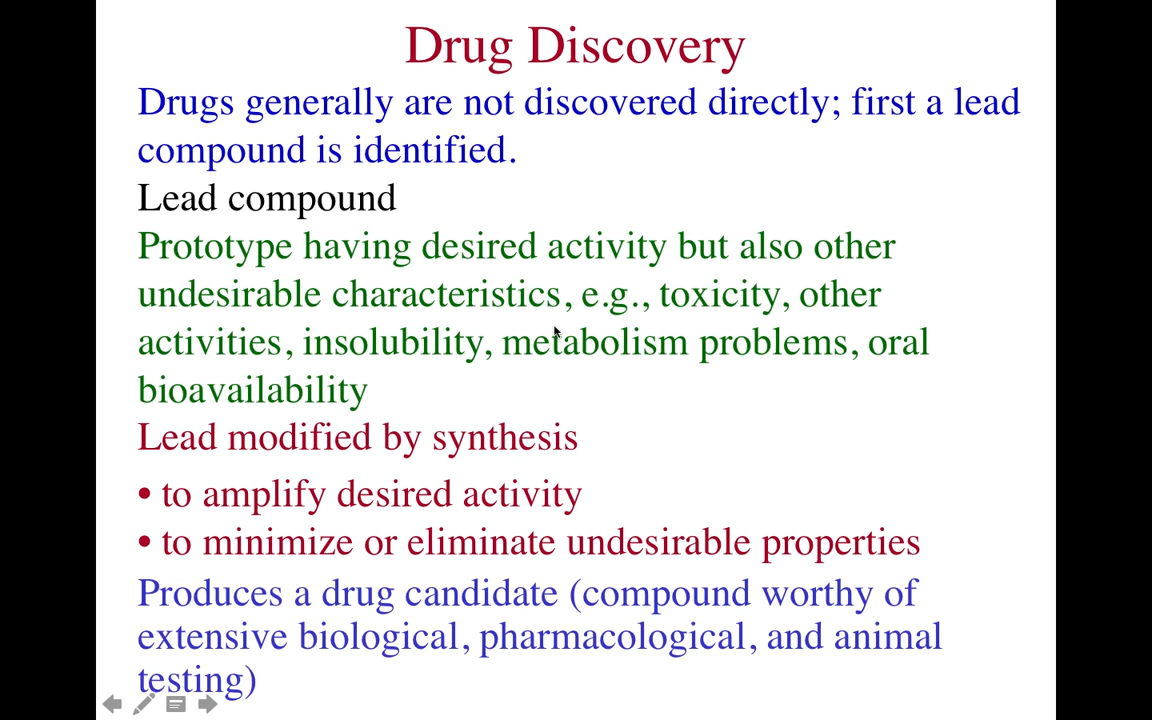 Drug Discovery
Drugs generally are not discovered directly; first a lead
compound is identified.
Lead compound
Prototype having desired activity but also other
undesirable characteristics, e.g., toxicity, other
activities, insolubility, metabolism problems, oral
bioavailability
Lead modified by synthesis
• to amplify desired activity
• to minimize or eliminate undesirable properties
Produces a drug candidate (compound worthy of
extensive biological, pharmacological, and animal
testing)